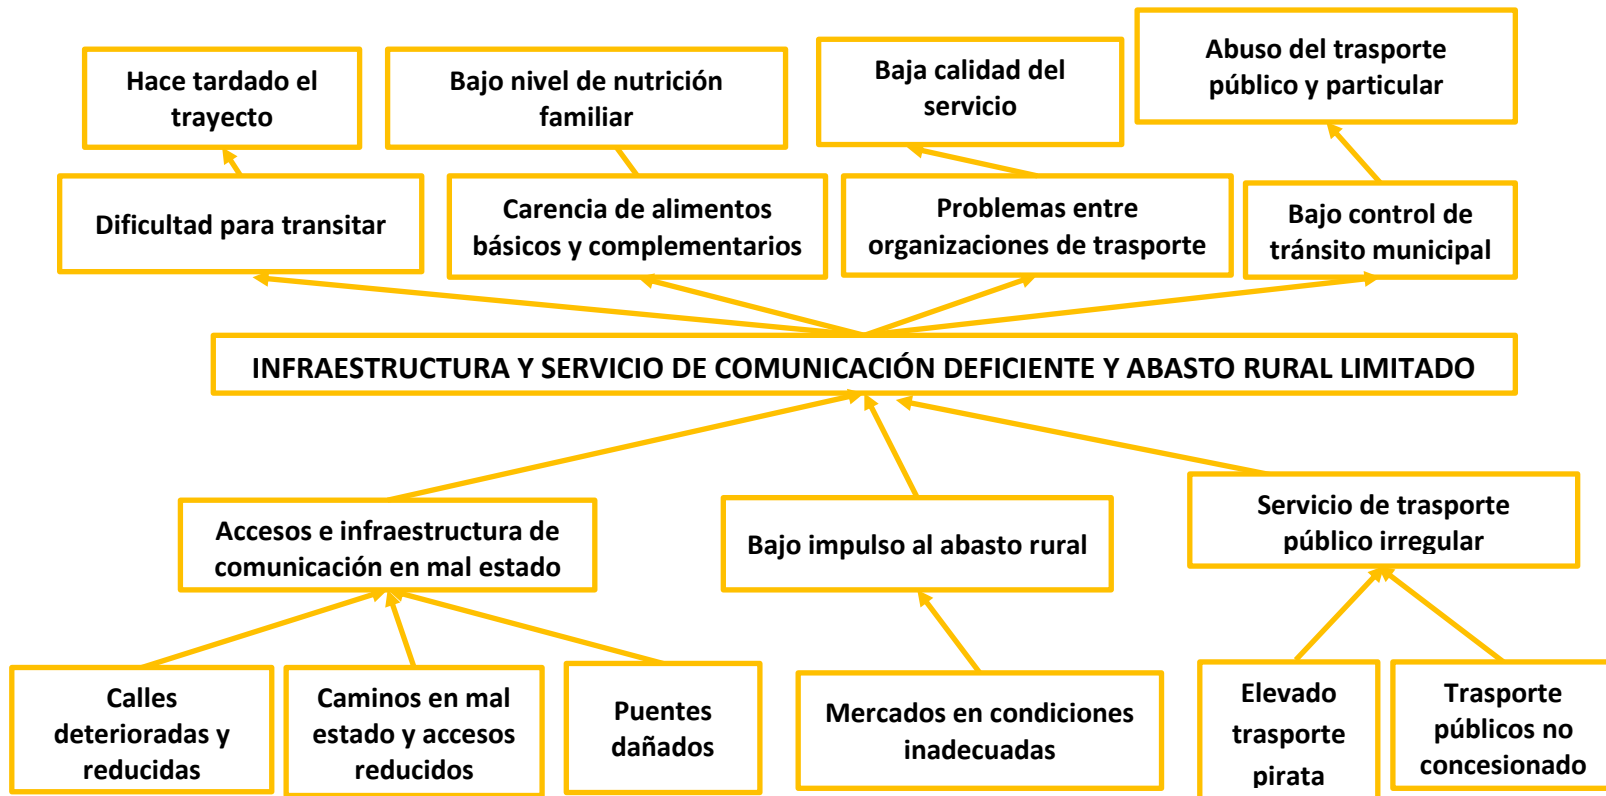 Hace tardado el
trayecto
Bajo nivel de nutrición
familiar
Baja calidad del
servicio
Abuso del trasporte
público y particular
Dificultad para transitar
Carencia de alimentos
básicos y complementarios
Problemas entre
organizaciones de trasporte
Bajo control de
tránsito municipal
INFRAESTRUCTURA Y SERVICIO DE COMUNICACIÓN DEFICIENTE Y ABASTO RURAL LIMITADO
Accesos e infraestructura de
comunicación en mal estado
Bajo impulso al abasto rural
Servicio de trasporte
público irregular
Calles
deterioradas y
reducidas
Caminos en mal
estado y accesos
reducidos
Puentes
dañados
Mercados en condiciones
inadecuadas
Elevado
trasporte
pirata
Trasporte
públicos no
concesionado